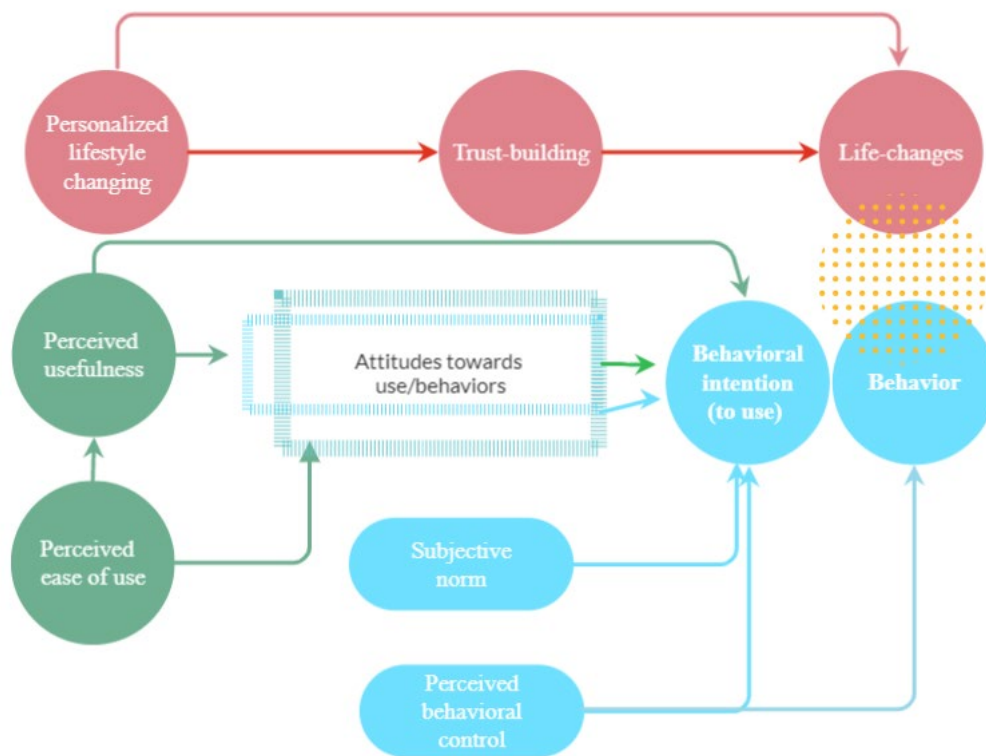 Personalized
lifestyle
changing
Trust-building
Life-changes
Perceived
usefulness
Attitudes towards
use/behaviors
Behavioral
intention
(to use)
Behavior
Perceived
ease of use
Subjective
norm
Perceived
behavioral
control